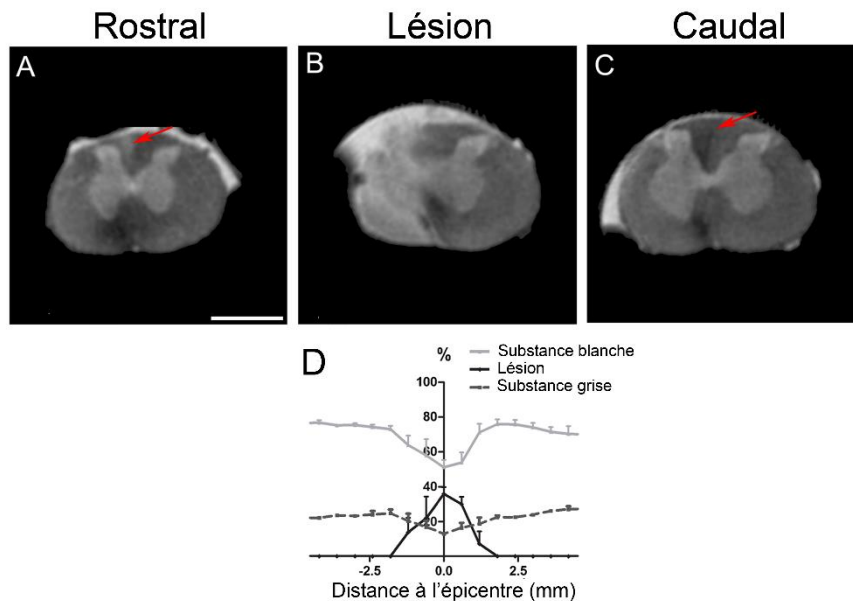 Rostral Lésion Caudal
A B C
D
%
Substance blanche
Lésion
Substance grise
100
80
60
40
20
0
-2.5 0.0 2.5
Distance à l'épicentre (mm)